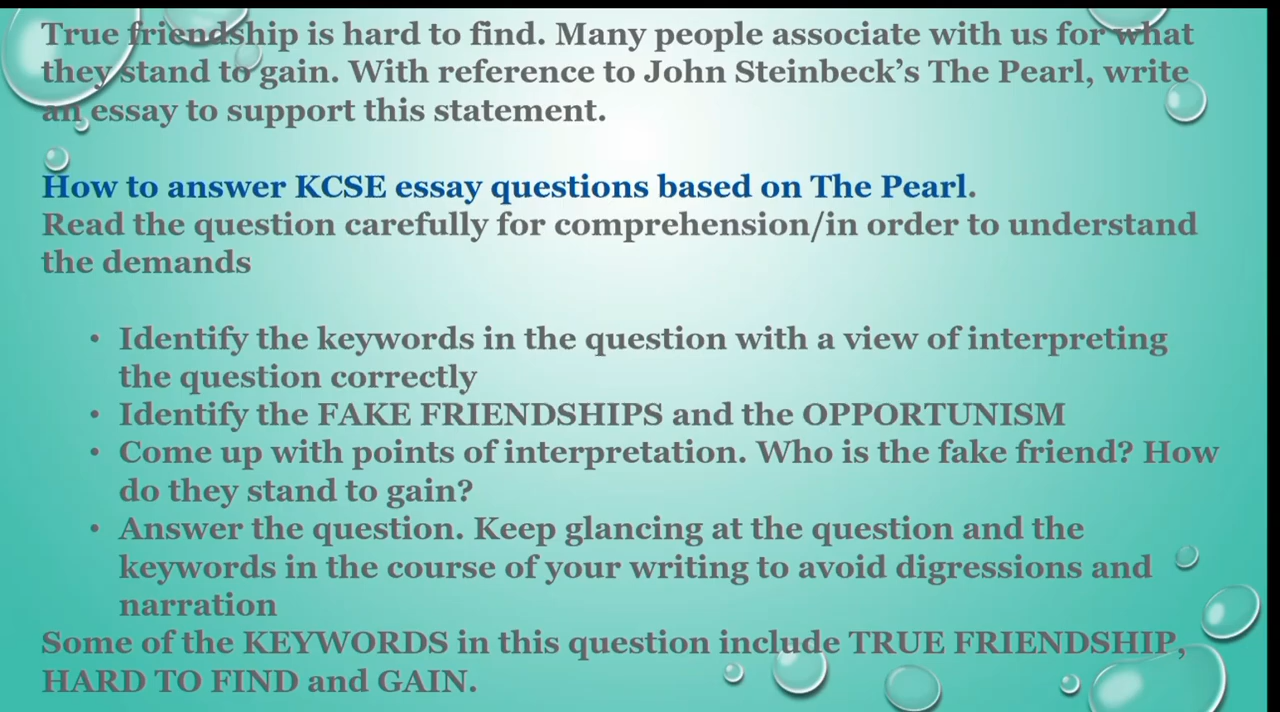 True friendship is hard to find. Many people associate with us for what
they stand to gain. With reference to John Steinbeck’s The Pearl, write
an essay to support this statement.
How to answer KCSE essay questions based on The Pearl.
Read the question carefully for comprehension/in order to understand
the demands
• Identify the keywords in the question with a view of interpreting
the question correctly
• Identify the FAKE FRIENDSHIPS and the OPPORTUNISM
• Come up with points of interpretation. Who is the fake friend? How
do they stand to gain?
• Answer the question. Keep glancing at the question and the
keywords in the course of your writing to avoid digressions and
narration
Some of the KEYWORDS in this question include TRUE FRIENDSHIP,
HARD TO FIND and GAIN.